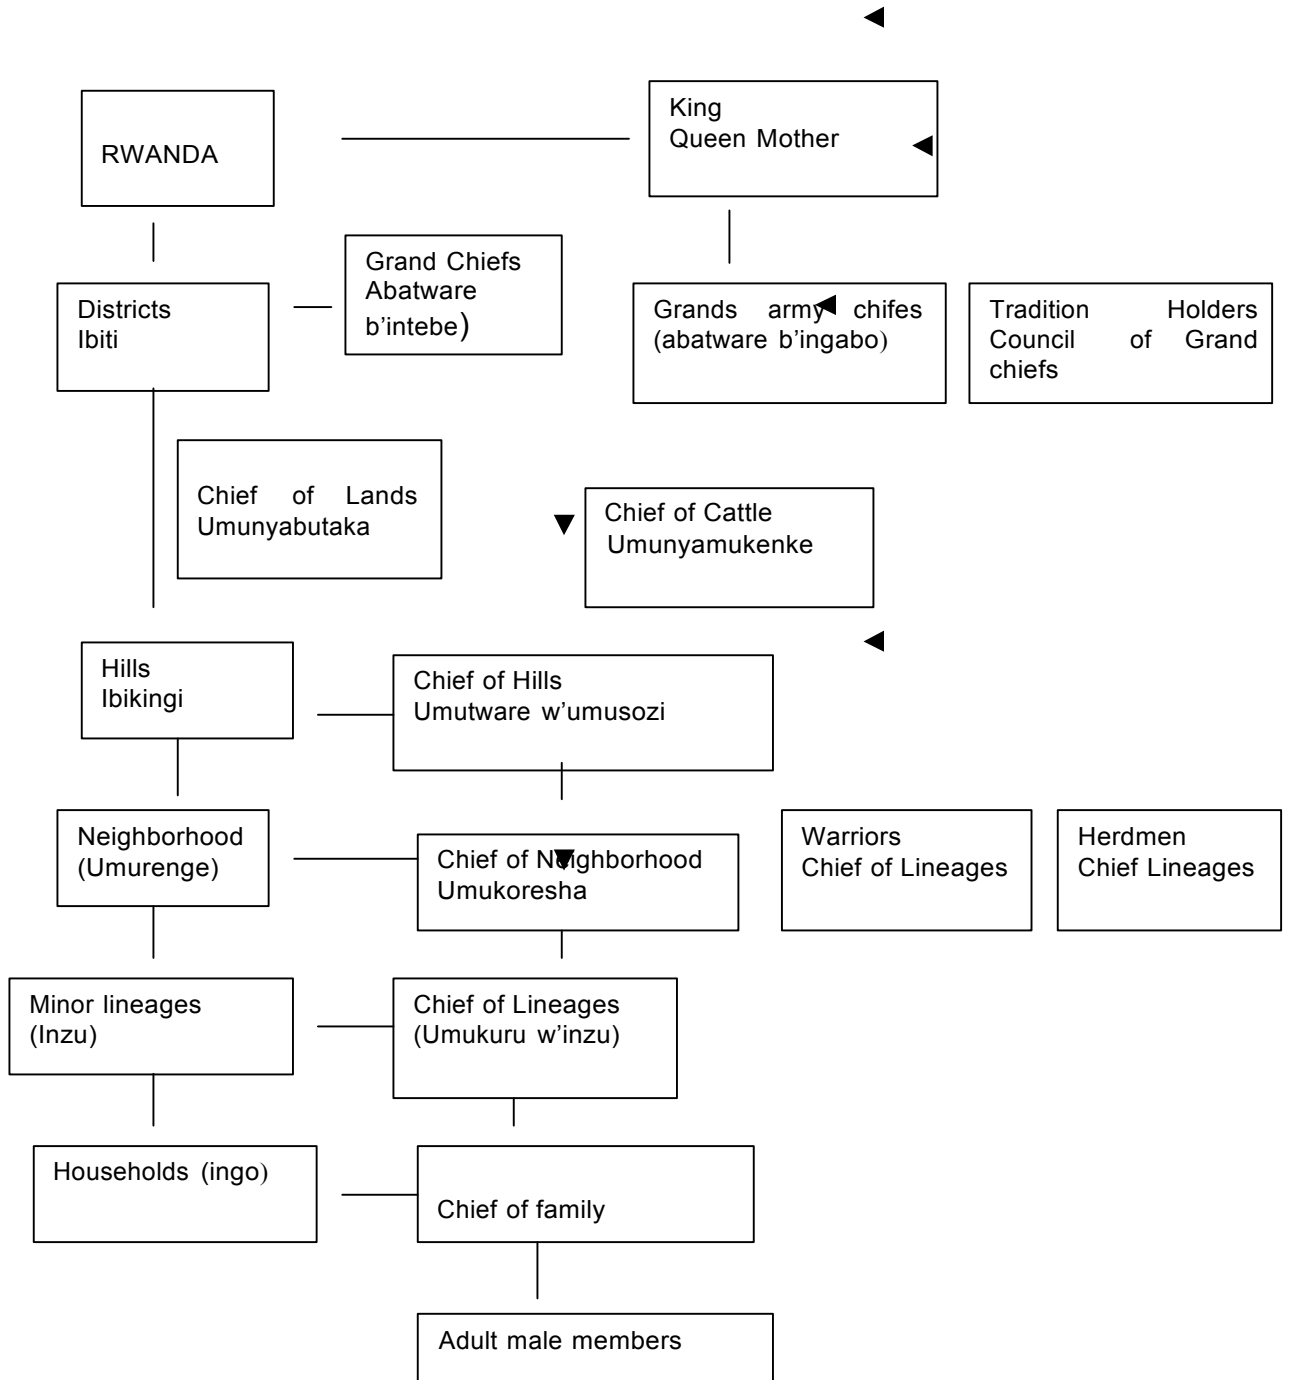 RWANDA
King
Queen Mother
Grand Chiefs
Abatware
b'intebe)
Districts
Ibiti
Grands army chifes
(abatware b'ingabo)
Tradition Holders
Council of Grand
chiefs
Chief of Lands
Umunyabutaka
Chief of Cattle
Umunyamukenke
Hills
Ibikingi
Chief of Hills
Umutware w'umusozi
Neighborhood
(Umurenge)
Chief of Neighborhood
Umukoresha
Warriors
Chief of Lineages
Herdmen
Chief Lineages
Minor lineages
(Inzu)
Chief of Lineages
(Umukuru w'inzu)
Households (ingo)
Chief of family
Adult male members